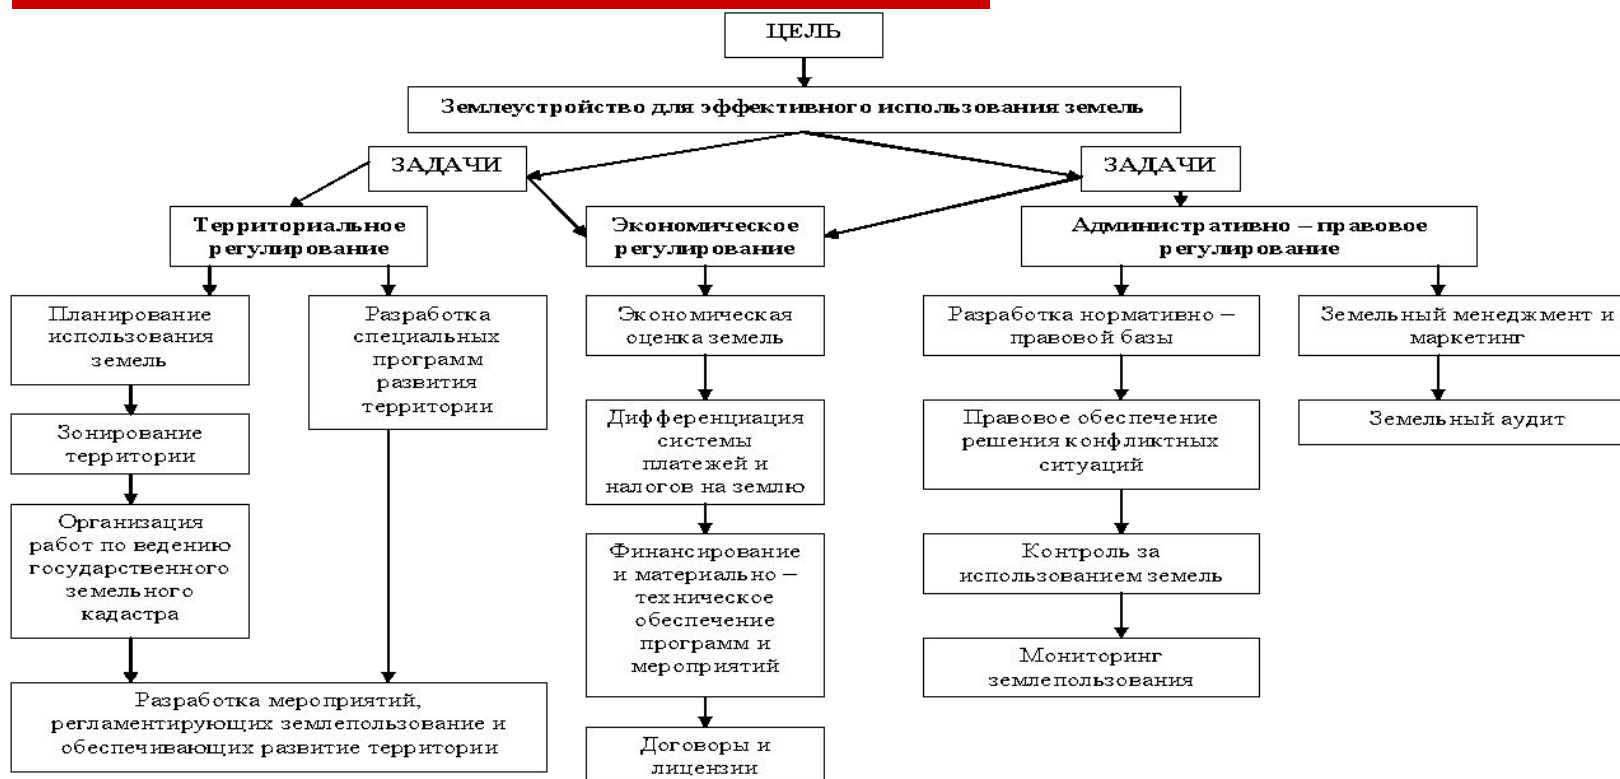 ЦЕЛЬ
Землеустройство для эффективного использования земель
ЗАДАЧИ
ЗАДАЧИ
Территориальное
регулирование
Экономическое
регулирование
Административно – правовое
регулирование
Планирование
использования
земель
Разработка
специальных
программ
развития
территории
Экономическая
оценка земель
Разработка нормативно –
правовой базы
Земельный менеджмент и
маркетинг
Зонирование
территории
Дифференциация
системы
платежей и
налогов на землю
Правовое обеспечение
решения конфликтных
ситуаций
Земельный аудит
Организация
работ по ведению
государственного
земельного
кадастра
Финансирование
и материально –
техническое
обеспечение
программ и
мероприятий
Контроль за
использованием земель
Мониторинг
землепользования
Разработка мероприятий,
регламентирующих землепользование и
обеспечивающих развитие территории
Договоры и
лицензии